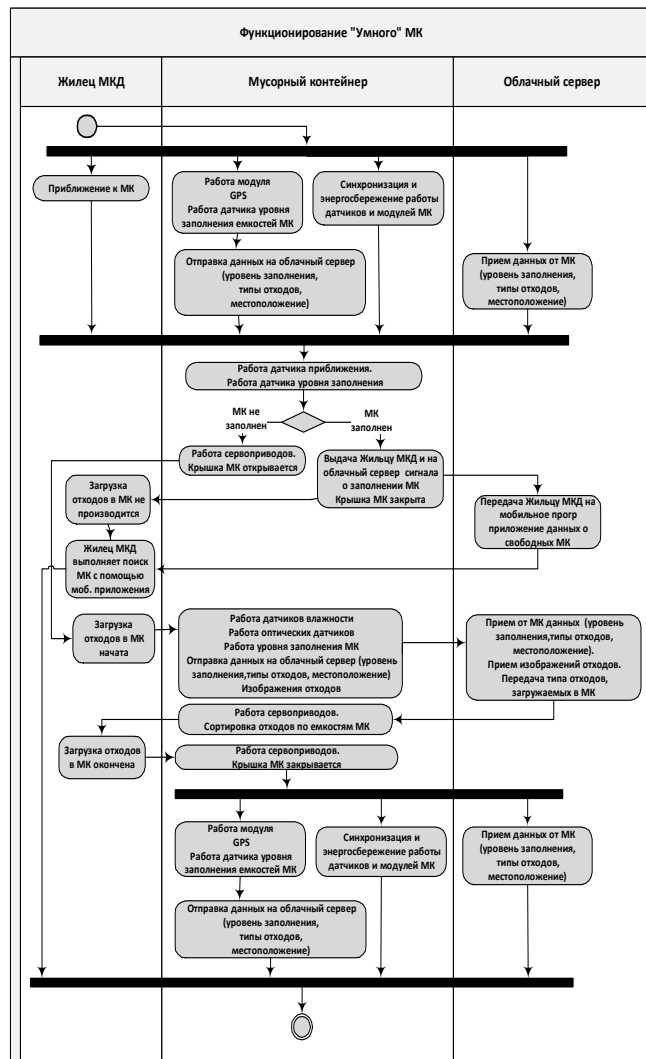 Функционирование "Умного" МК
Жилец МКД
Мусорный контейнер
Облачный сервер
Приближение к МК
Работа модуля
GPS
Работа датчика уровня
заполнения емкостей МК
Синхронизация и
энергосбережение работы
датчиков и модулей МК
Отправка данных на облачный сервер
(уровень заполнения,
типы отходов,
местоположение)
Прием данных от МК
(уровень заполнения,
типы отходов,
местоположение)
Работа датчика приближения.
Работа датчика уровня заполнения
МК не
заполнен
МК
заполнен
Работа сервоприводов.
Крышка МК открывается
Выдача Жильцу МКД и на
облачный сервер сигнала
о заполнении МК
Крышка МК закрыта
Загрузка
отходов в МК не
производится
Передача Жильцу МКД на
мобильное прогр
приложение данных о
свободных МК
Жилец МКД
выполняет поиск
МК с помощью
моб. приложения
Загрузка
отходов в МК
начата
Работа датчиков влажности
Работа оптических датчиков
Работа уровня заполнения МК
Отправка данных на облачный сервер (уровень
заполнения,типы отходов, местоположение)
Изображения отходов
Прием от МК данных (уровень
заполнения,типы отходов,
местоположение).
Прием изображений отходов.
Передача типа отходов,
загружаемых в МК
Работа сервоприводов.
Сортировка отходов по емкостям МК
Загрузка отходов
в МК окончена
Работа сервоприводов.
Крышка МК закрывается
Работа модуля
GPS
Работа датчика уровня
заполнения емкостей МК
Синхронизация и
энергосбережение работы
датчиков и модулей МК
Прием данных от МК
(уровень заполнения,
типы отходов,
местоположение)
Отправка данных на облачный сервер
(уровень заполнения,
типы отходов,
местоположение)